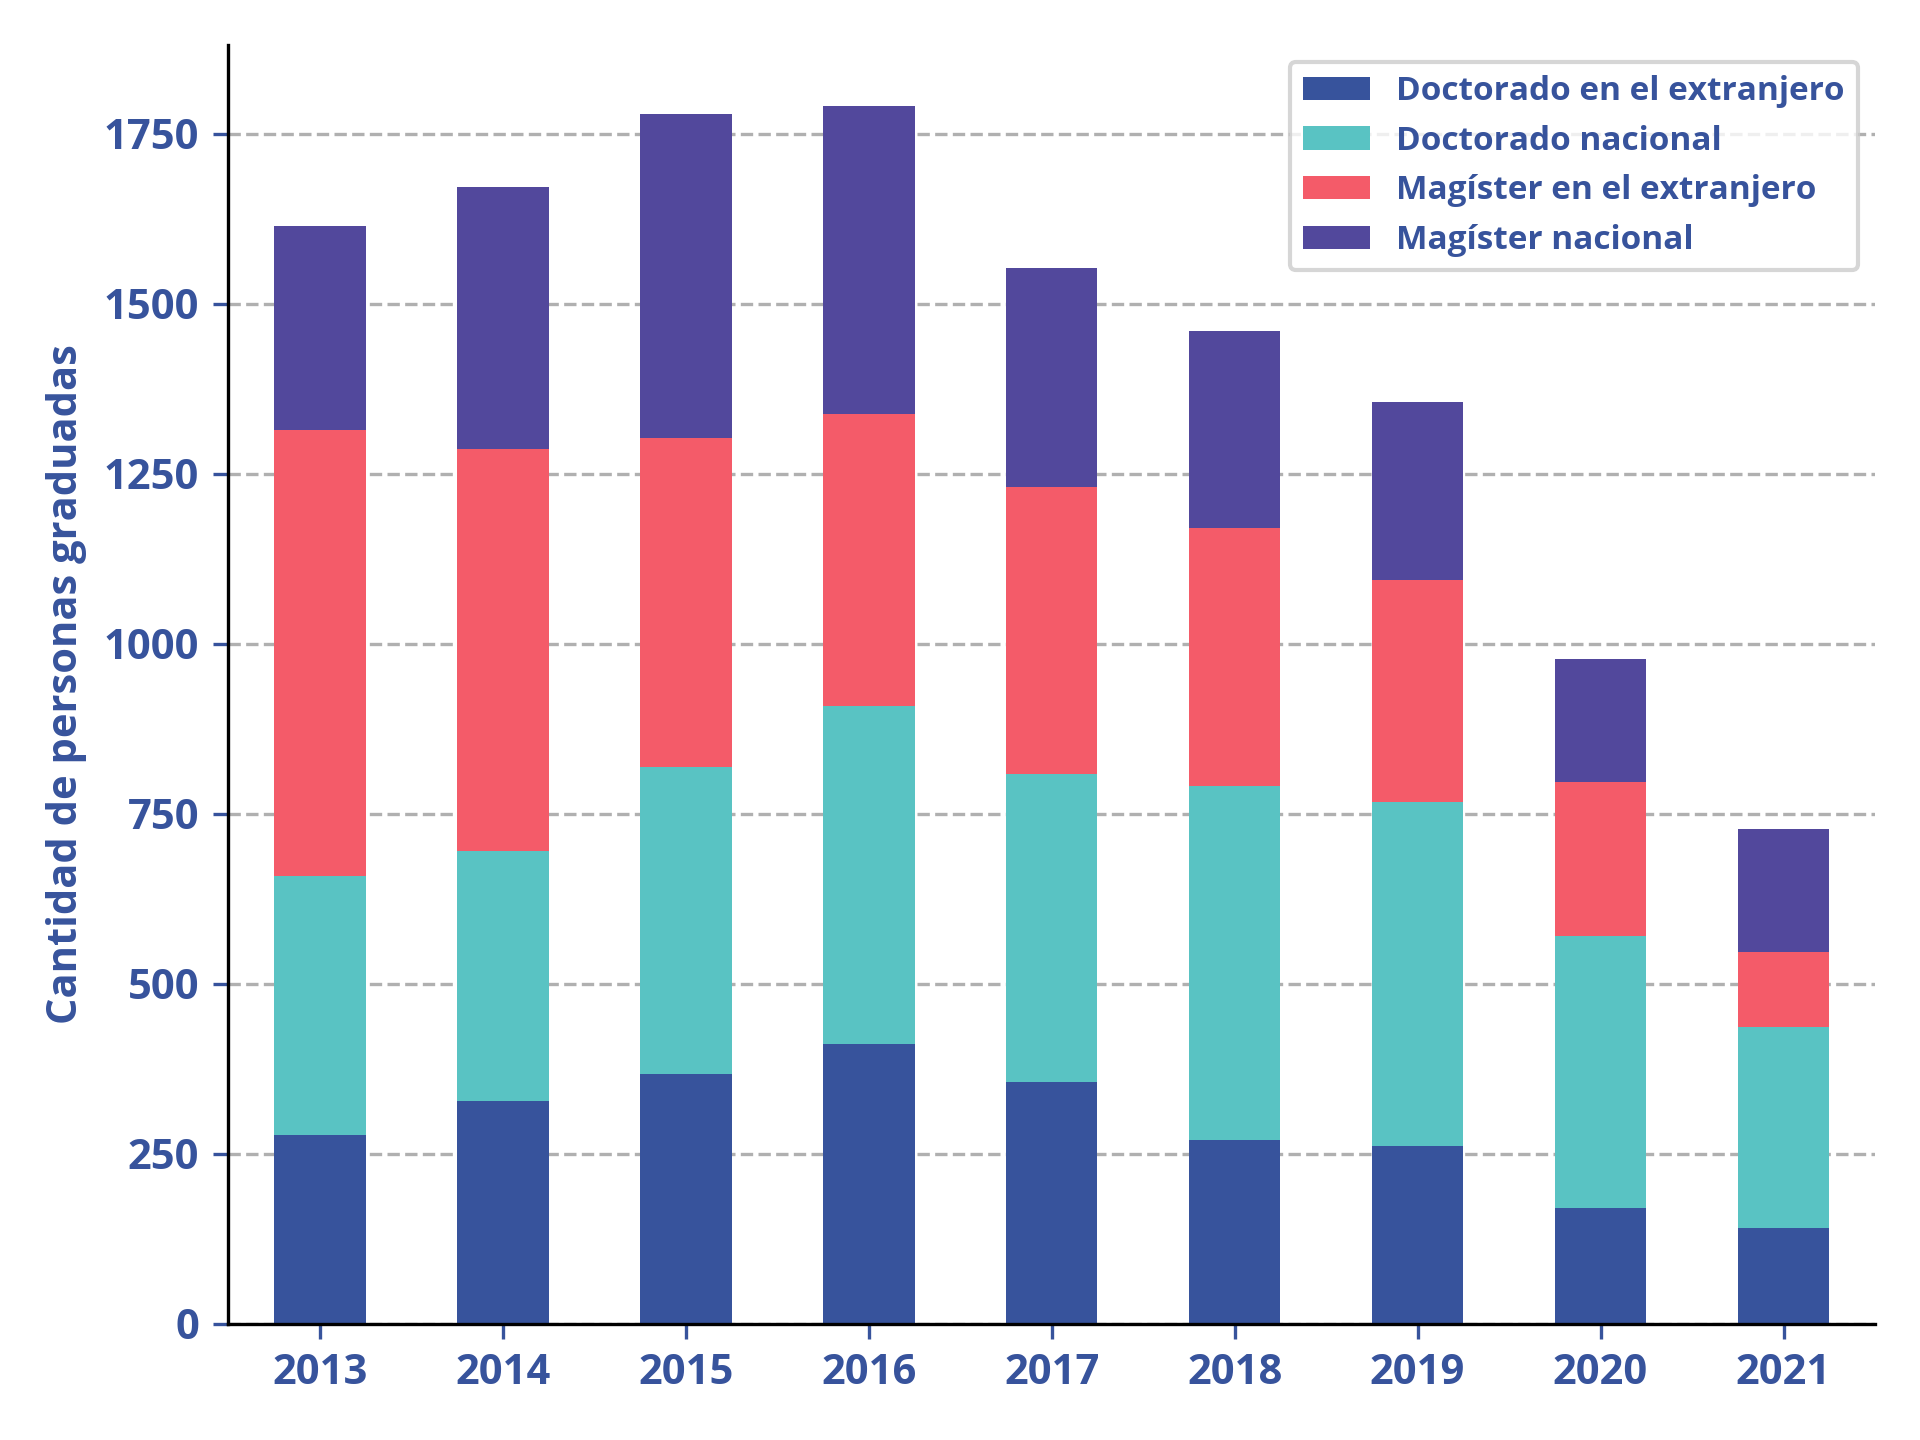 Cantidad de personas graduadas
1750
1500
1250
1000
750
500
250
0
2013 2014 2015 2016 2017 2018 2019 2020 2021
Doctorado en el extranjero
Doctorado nacional
Magíster en el extranjero
Magíster nacional